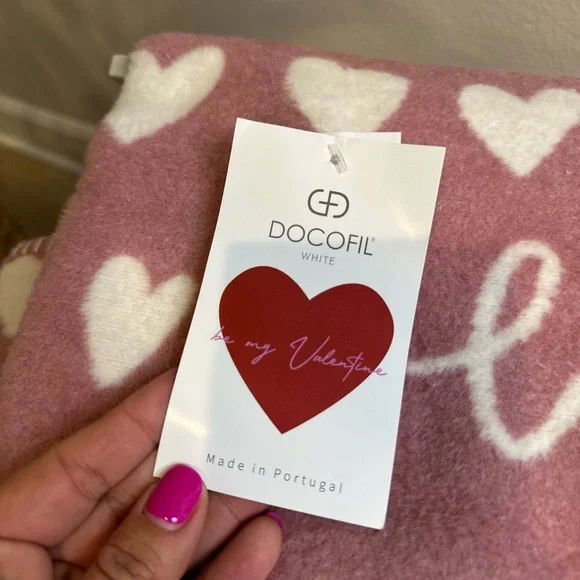 DOCOFIL®
WHITE
be my Valentine
Made in Portugal